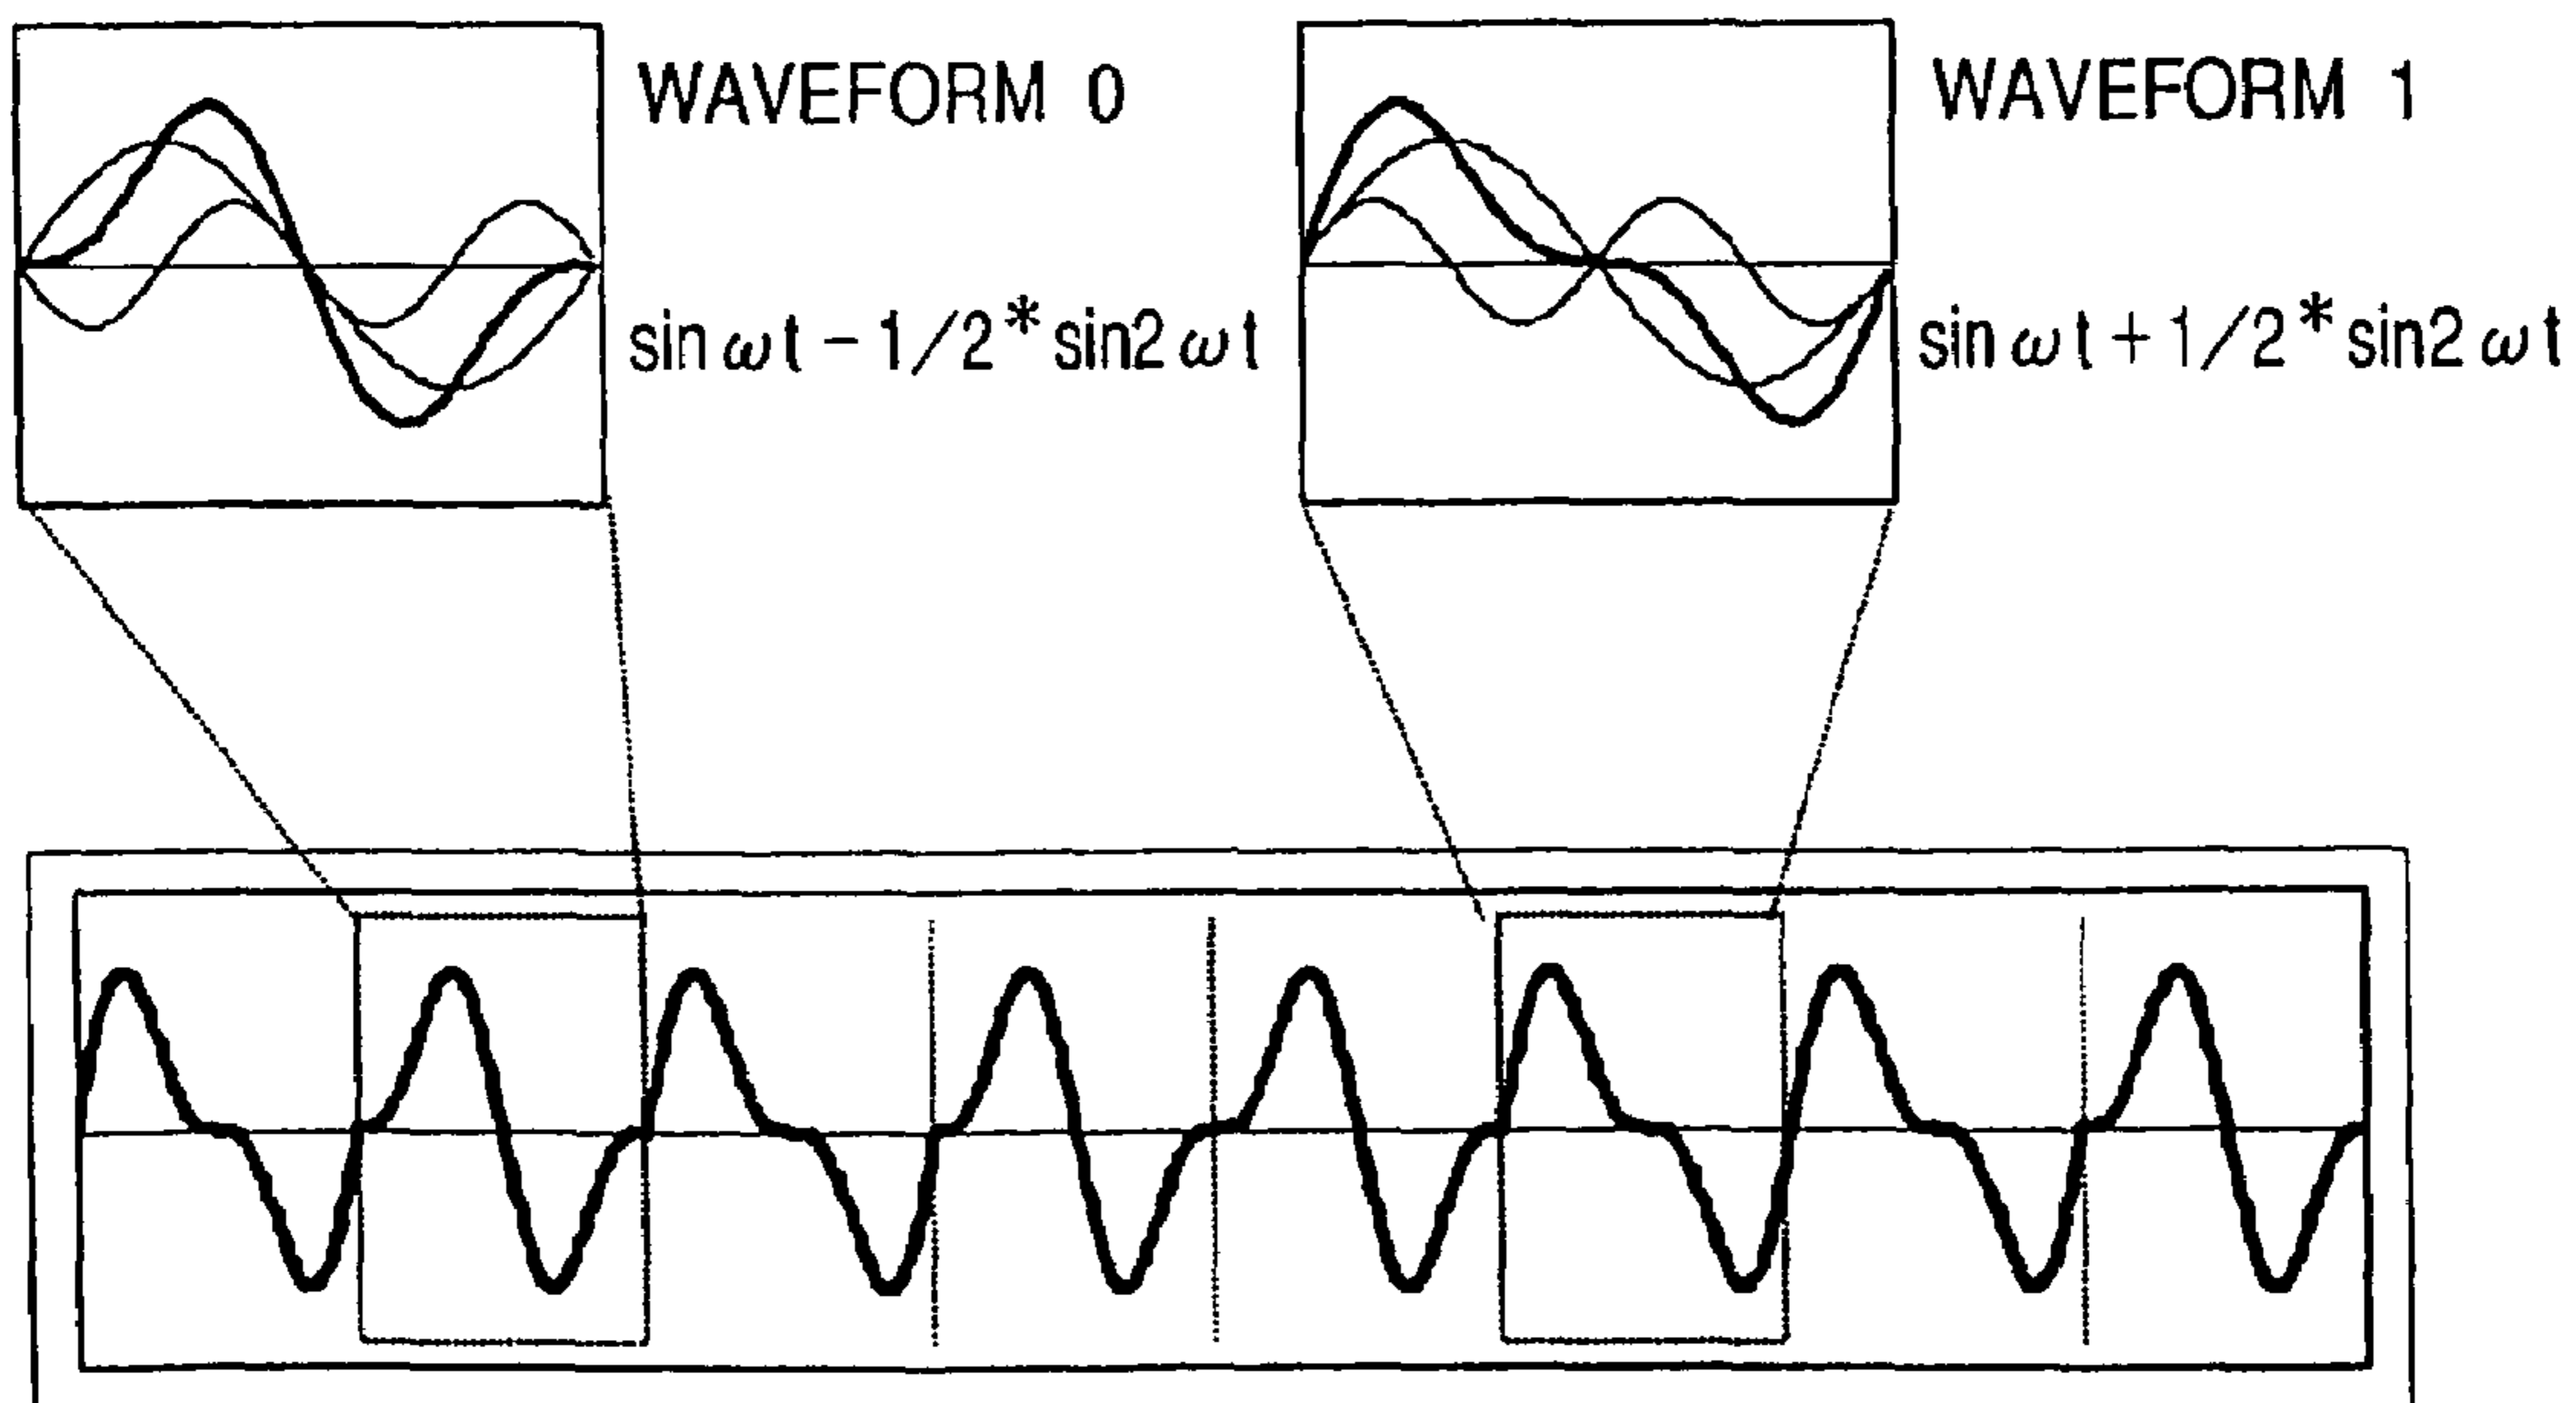 WAVEFORM 0
sin ωt − 1/2* sin2 ωt
WAVEFORM 1
sin ωt + 1/2* sin2 ωt